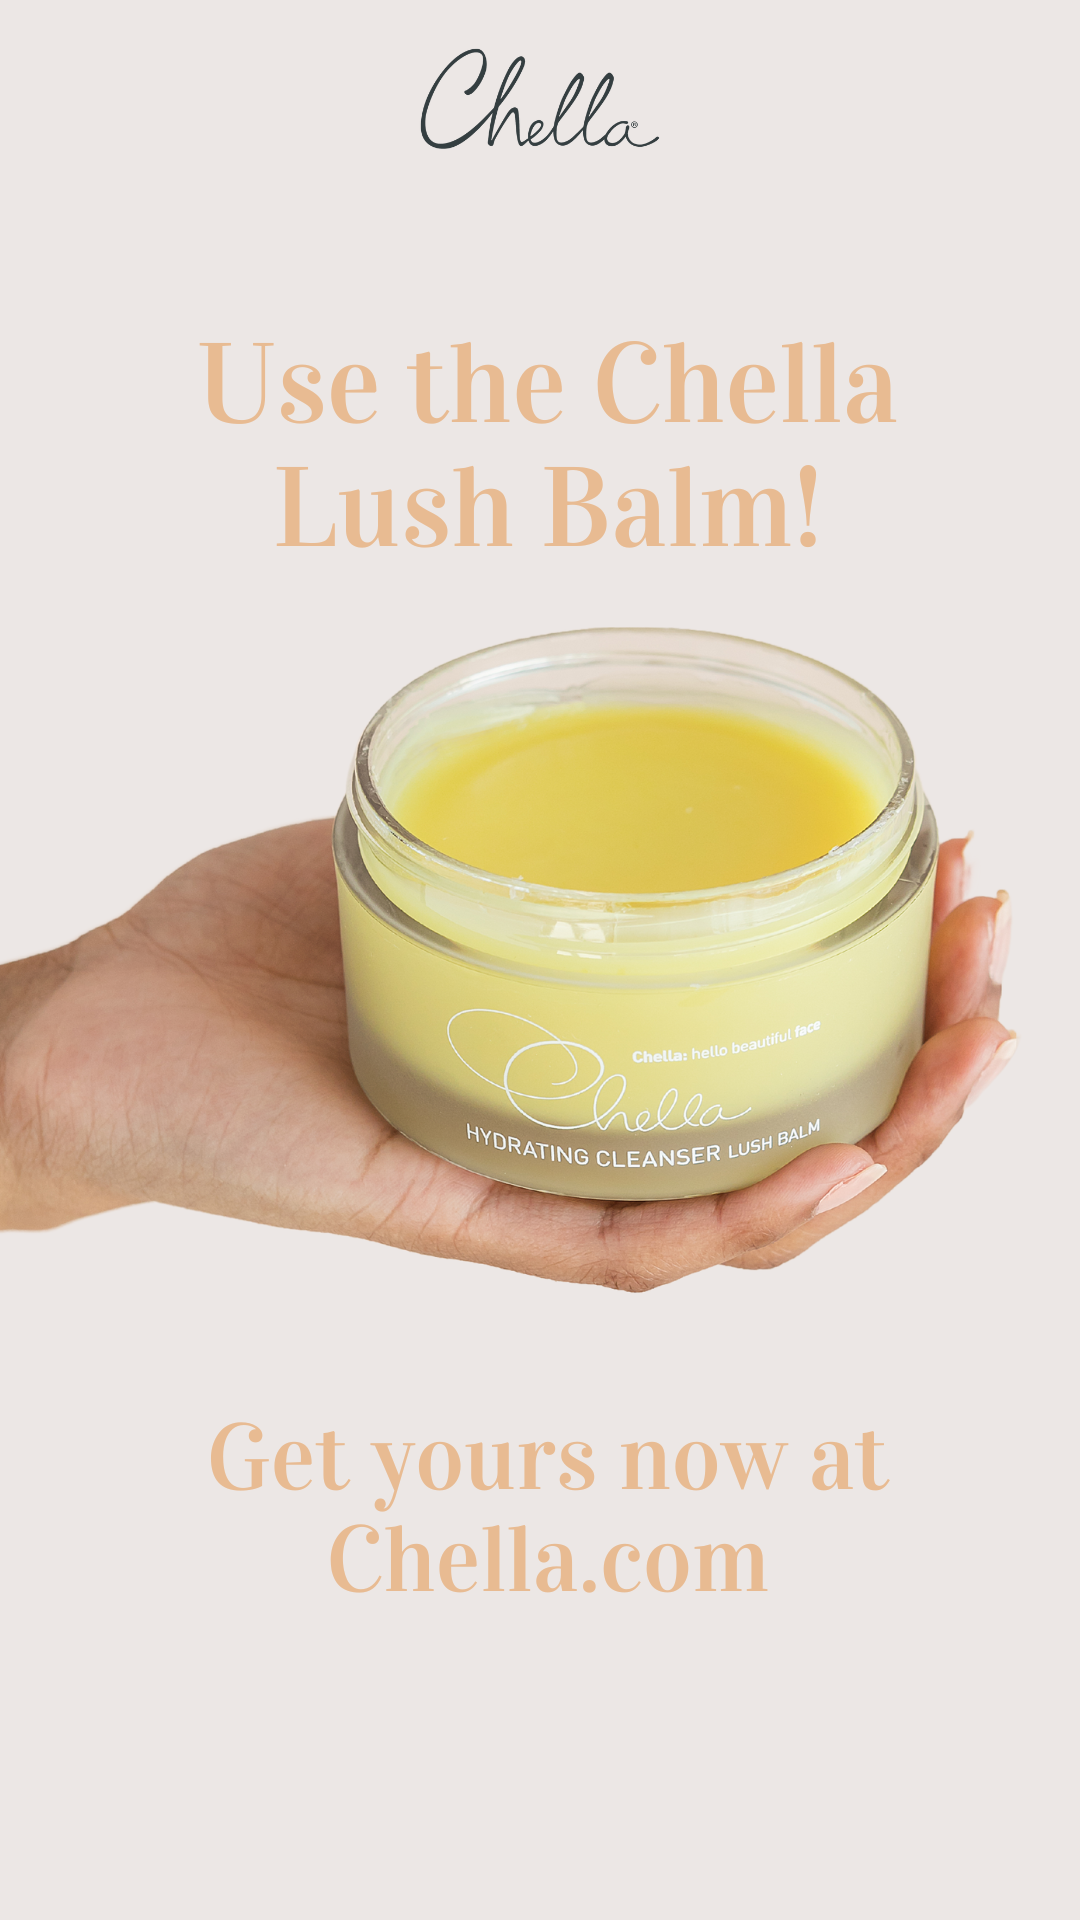 Chella®
Use the Chella
Lush Balm!
Chella: hello beautiful face
Chella
HYDRATING CLEANSER LUSH BALM
Get yours now at
Chella.com